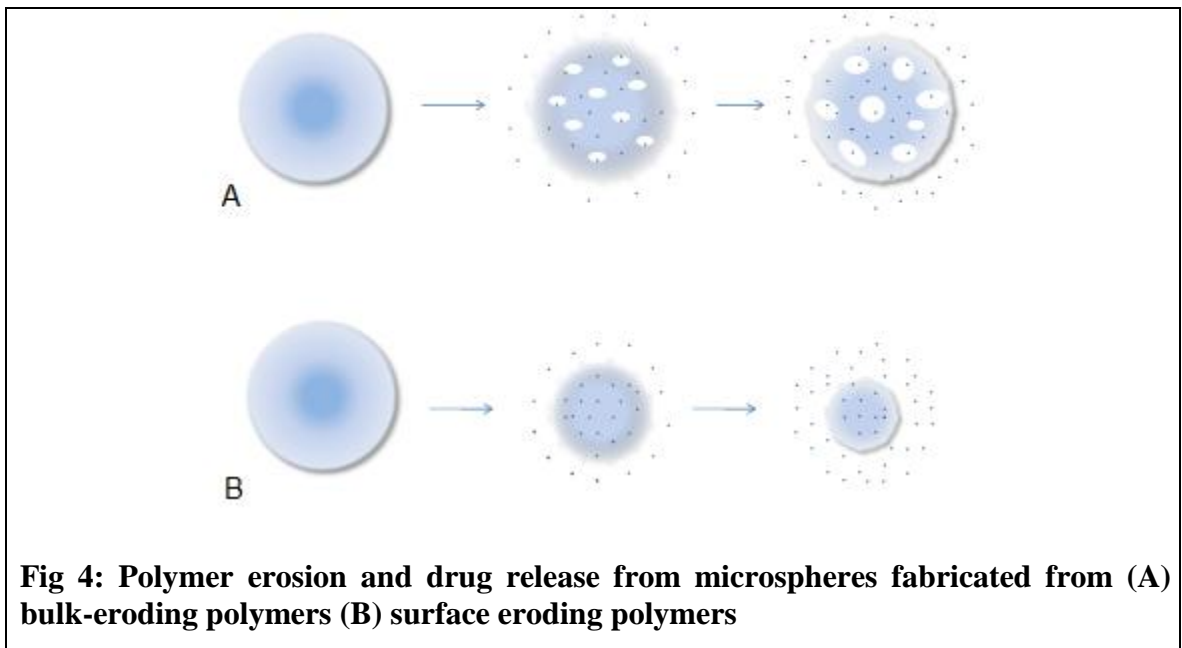 A
B
Fig 4: Polymer erosion and drug release from microspheres fabricated from (A)
bulk-eroding polymers (B) surface eroding polymers